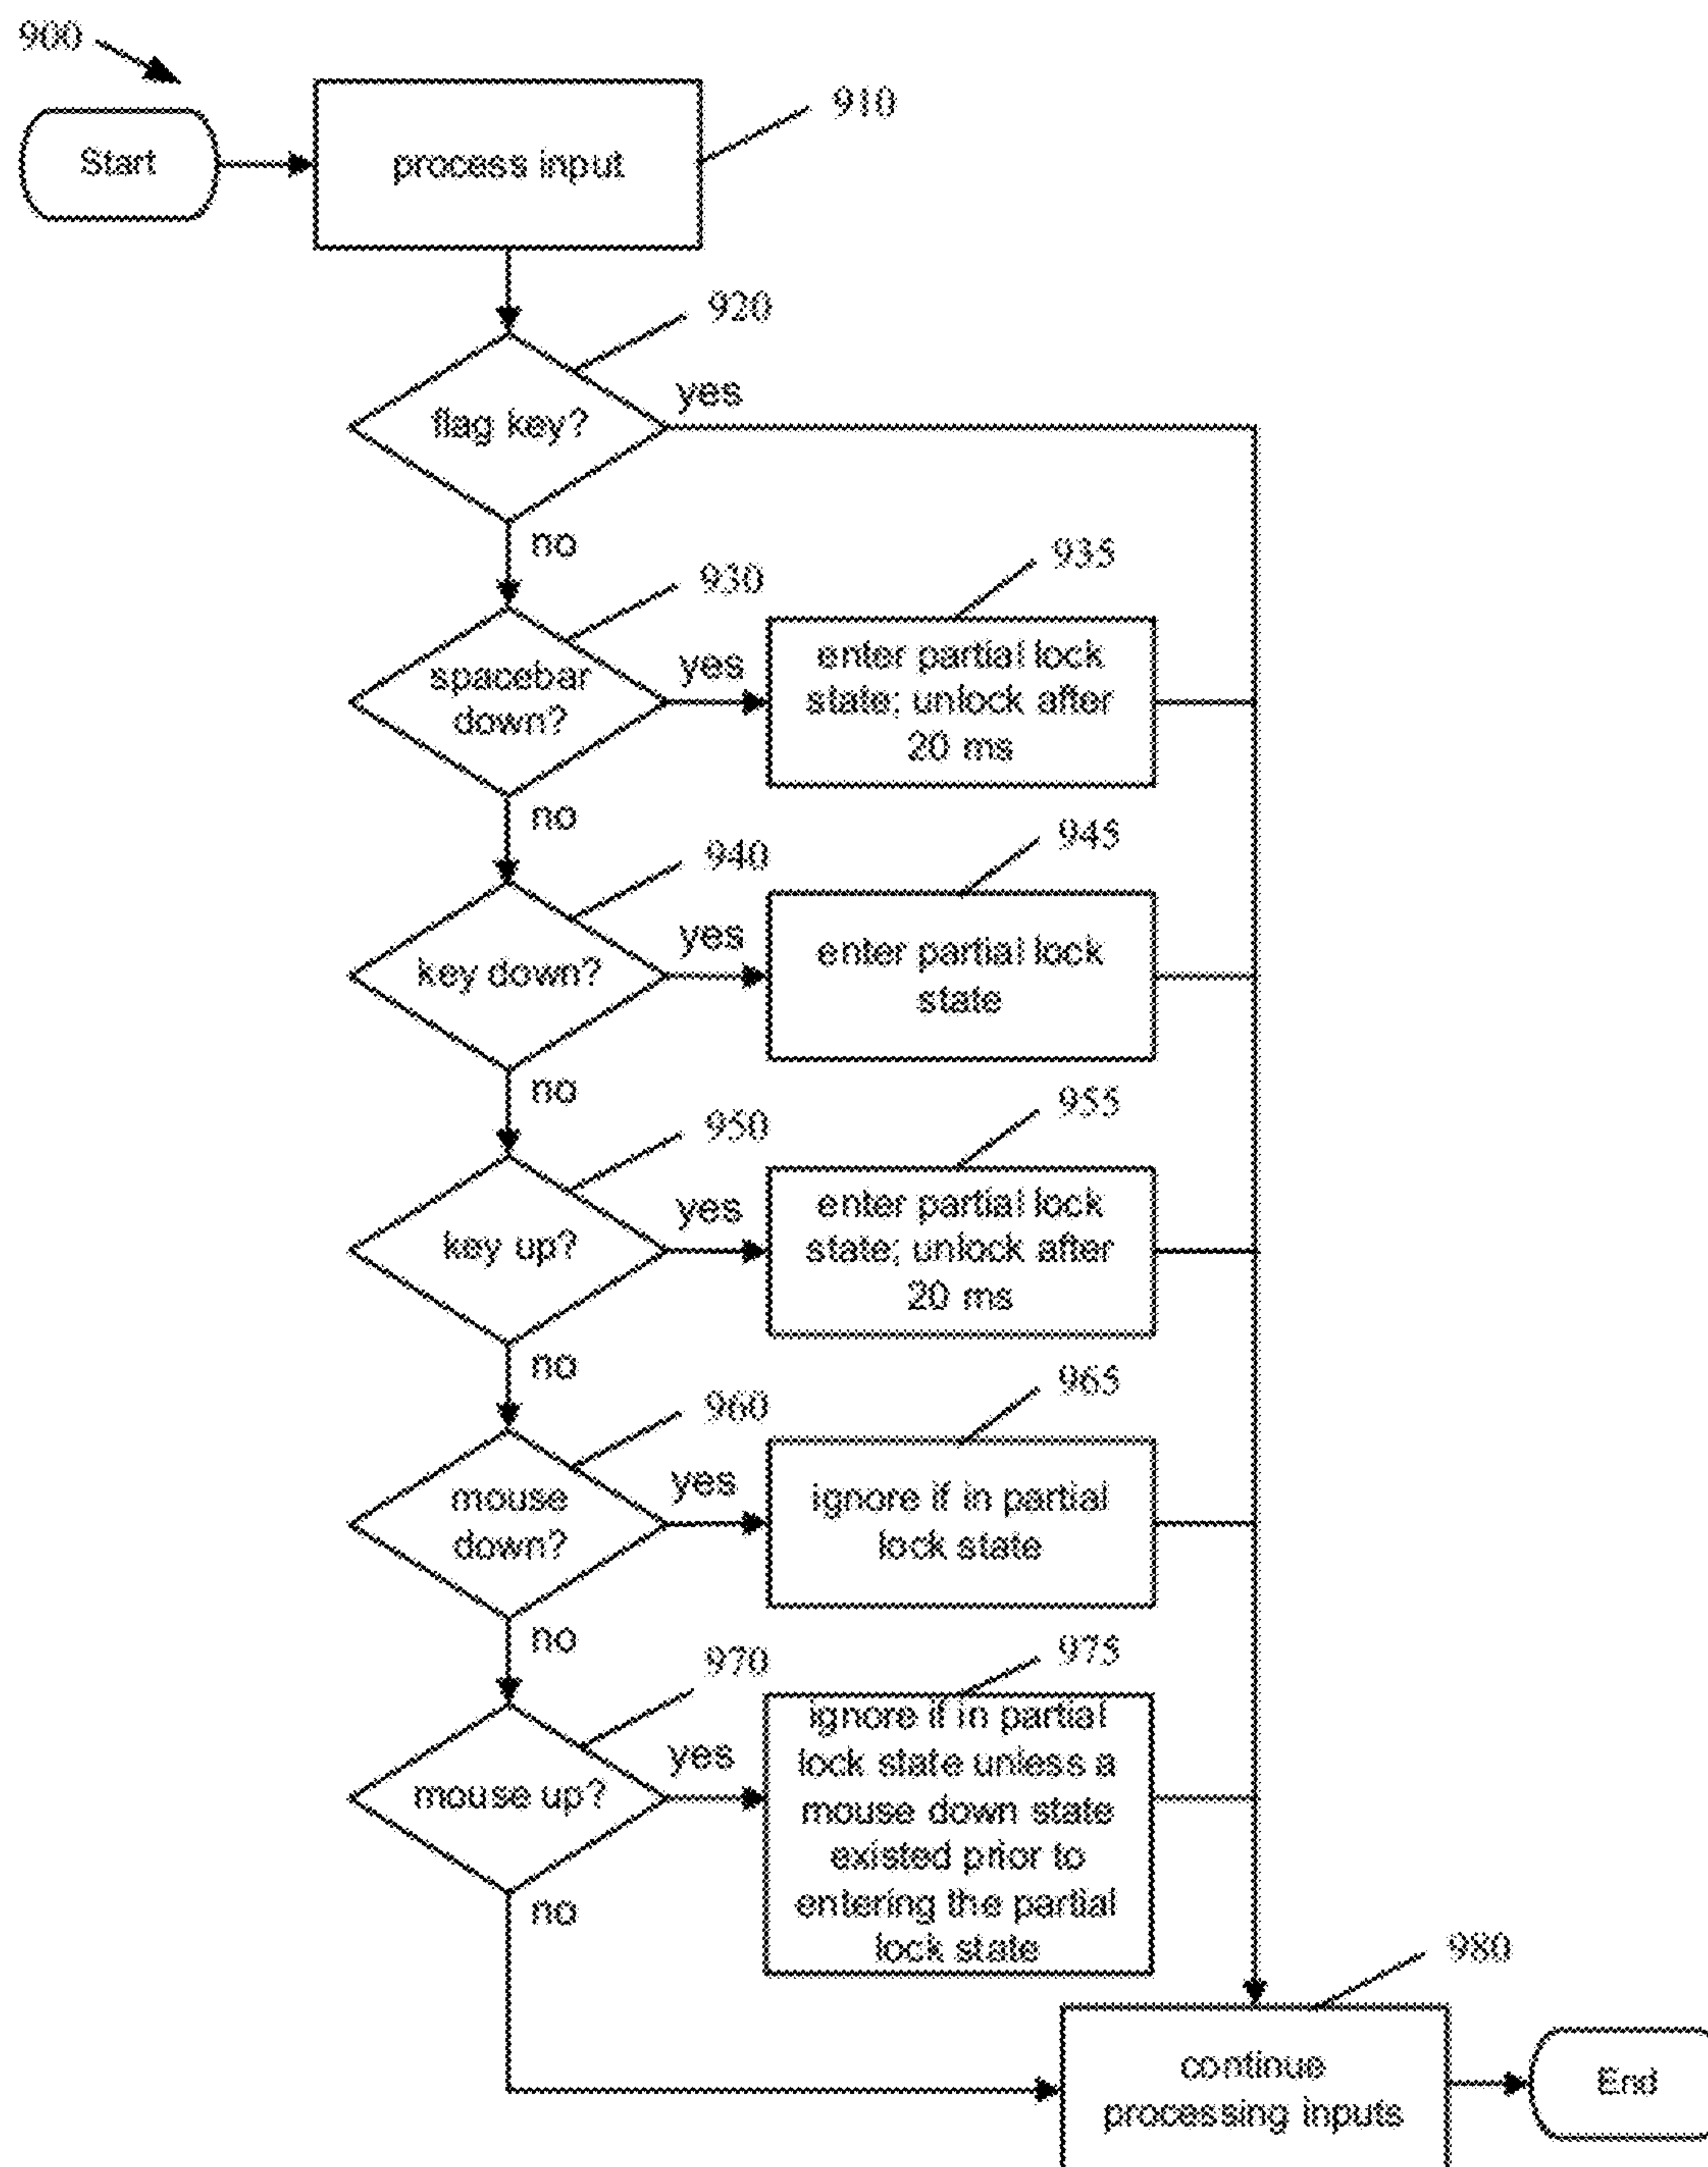 900
Start
process input
910
920
flag key?
yes
no
930
935
spacebar
down?
yes
enter partial lock
state; unlock after
20 ms
no
940
945
key down?
yes
enter partial lock
state
no
950
955
key up?
yes
enter partial lock
state; unlock after
20 ms
no
960
965
mouse
down?
yes
ignore if in partial
lock state
no
970
975
mouse up?
yes
ignore if in partial
lock state unless a
mouse down state
existed prior to
entering the partial
lock state
no
980
continue
processing inputs
End